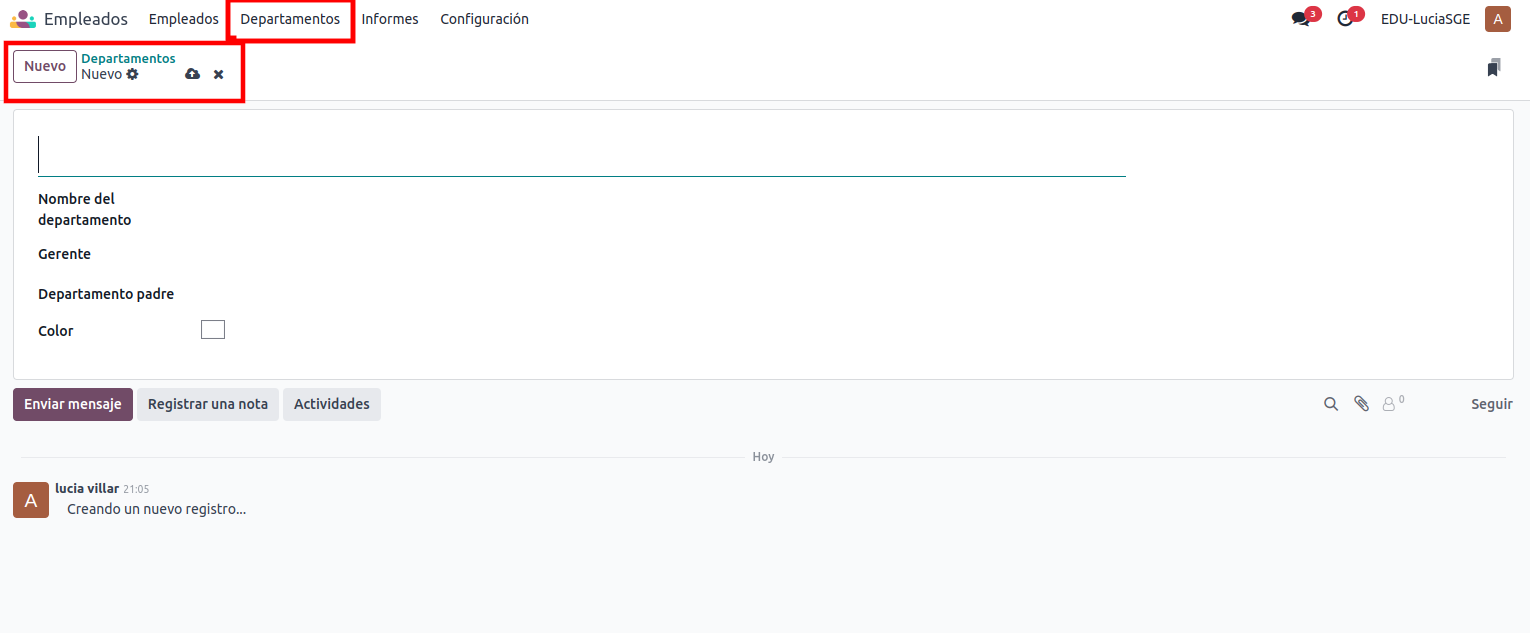 Empleados Empleados Departamentos Informes Configuración 3 1 EDU-LuciaSGE A
Nuevo Departamentos
Nuevo
Nombre del
departamento
Gerente
Departamento padre
Color
Enviar mensaje Registrar una nota Actividades 0 Seguir
Hoy
A lucia villar 21:05
Creando un nuevo registro...